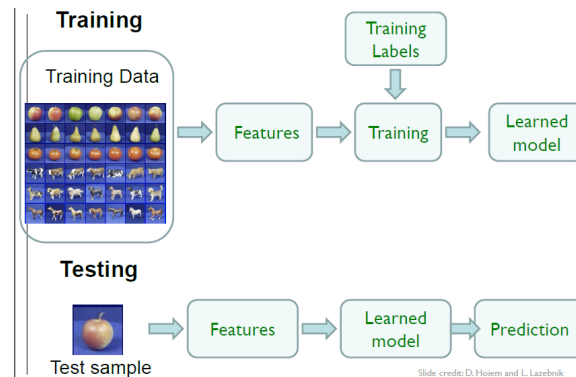 Training
Training Data
Training
Labels
Features
Training
Learned
model
Testing
Test sample
Features
Learned
model
Prediction
Slide credit: D. Hoiem and L. Lazebnik